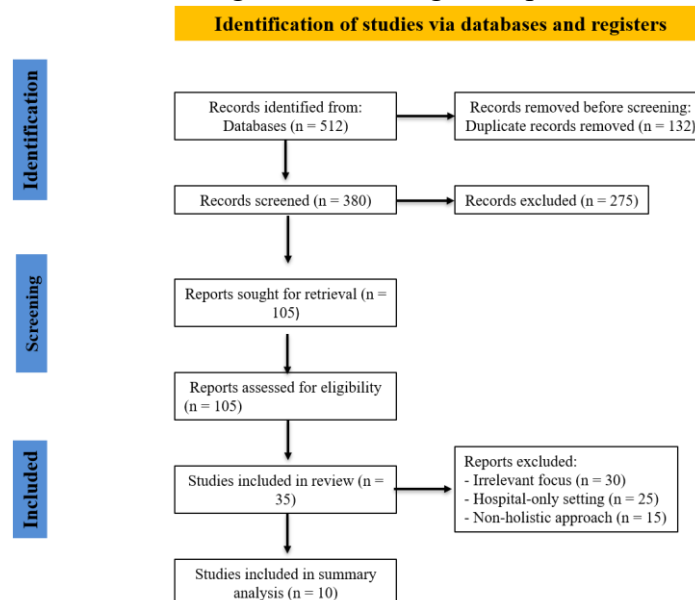 Identification of studies via databases and registers
Identification
Records identified from:
Databases (n = 512)
Records removed before screening:
Duplicate records removed (n = 132)
Records screened (n = 380)
Records excluded (n = 275)
Screening
Reports sought for retrieval (n =
105)
Reports assessed for eligibility
(n = 105)
Included
Studies included in review (n =
35)
Reports excluded:
- Irrelevant focus (n = 30)
- Hospital-only setting (n = 25)
- Non-holistic approach (n = 15)
Studies included in summary
analysis (n = 10)